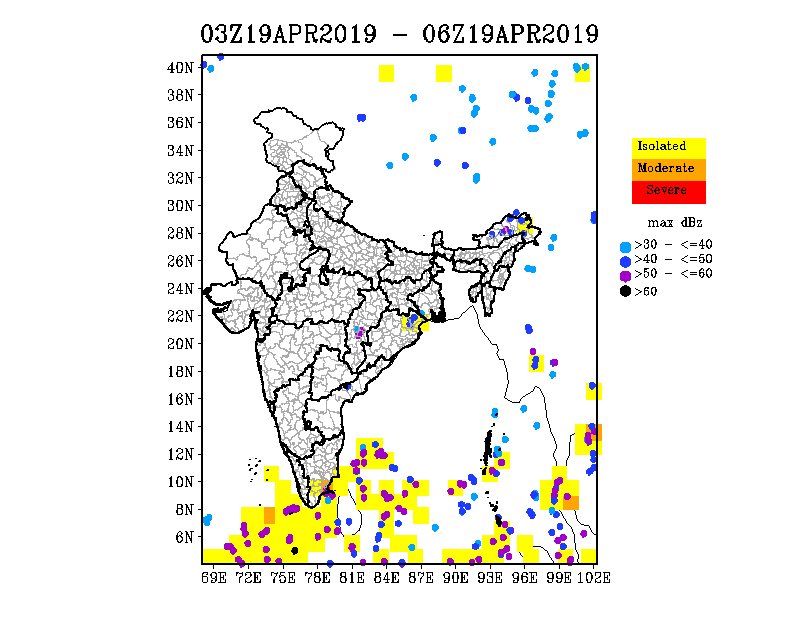 03Z19APR2019 - 06Z19APR2019
40N
38N
36N
34N
32N
30N
28N
26N
24N
22N
20N
18N
16N
14N
12N
10N
8N
6N
69E 72E 75E 78E 81E 84E 87E 90E 93E 96E 99E 102E
Isolated
Moderate
Severe
max dBz
>30 - <=40
>40 - <=50
>50 - <=60
>60